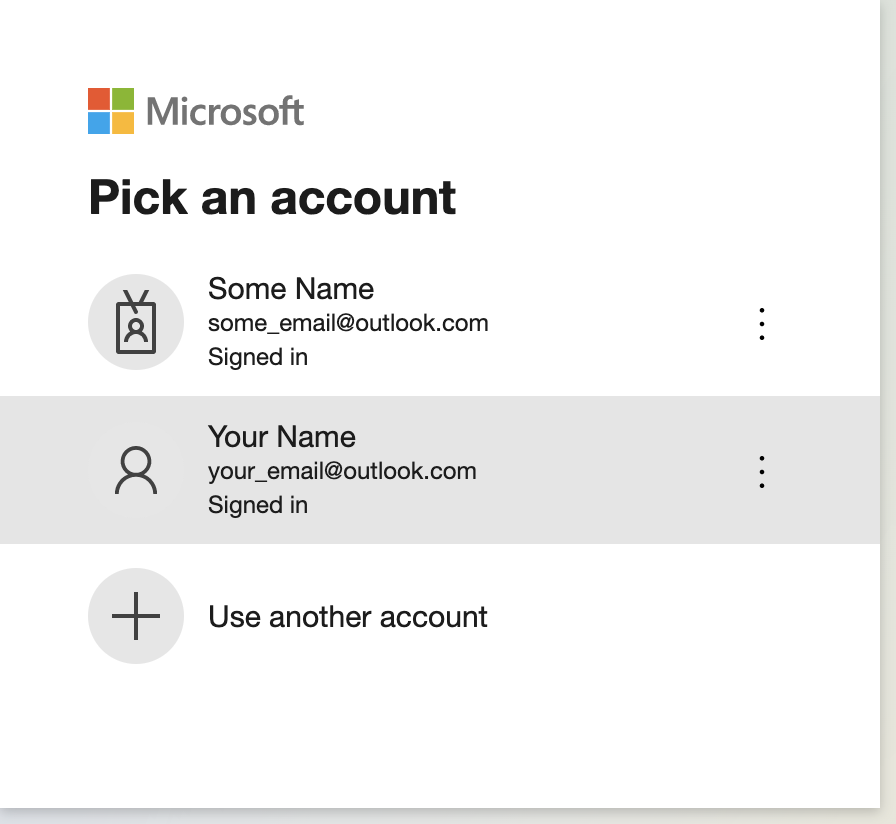 Microsoft
Pick an account
Some Name
some_email@outlook.com
Signed in
Your Name
your_email@outlook.com
Signed in
Use another account